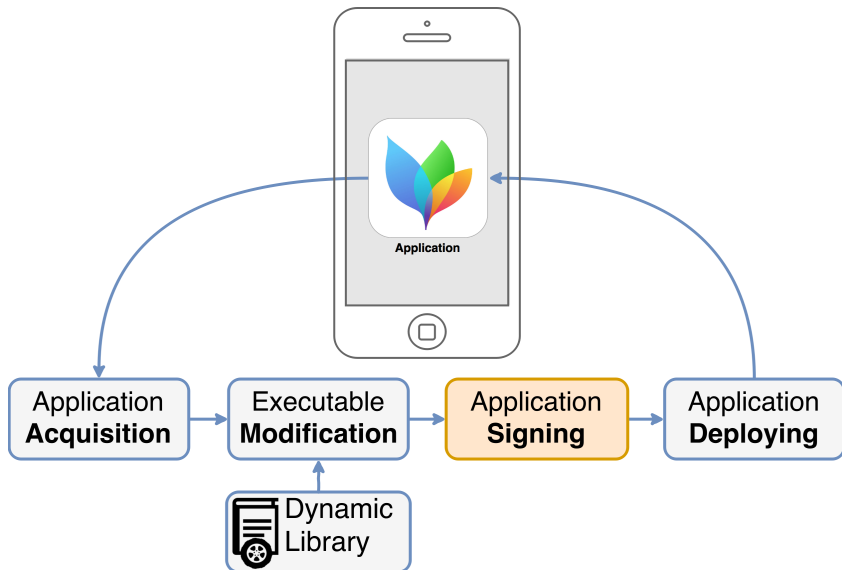 Application
Application
Acquisition
Executable
Modification
Application
Signing
Application
Deploying
Dynamic
Library